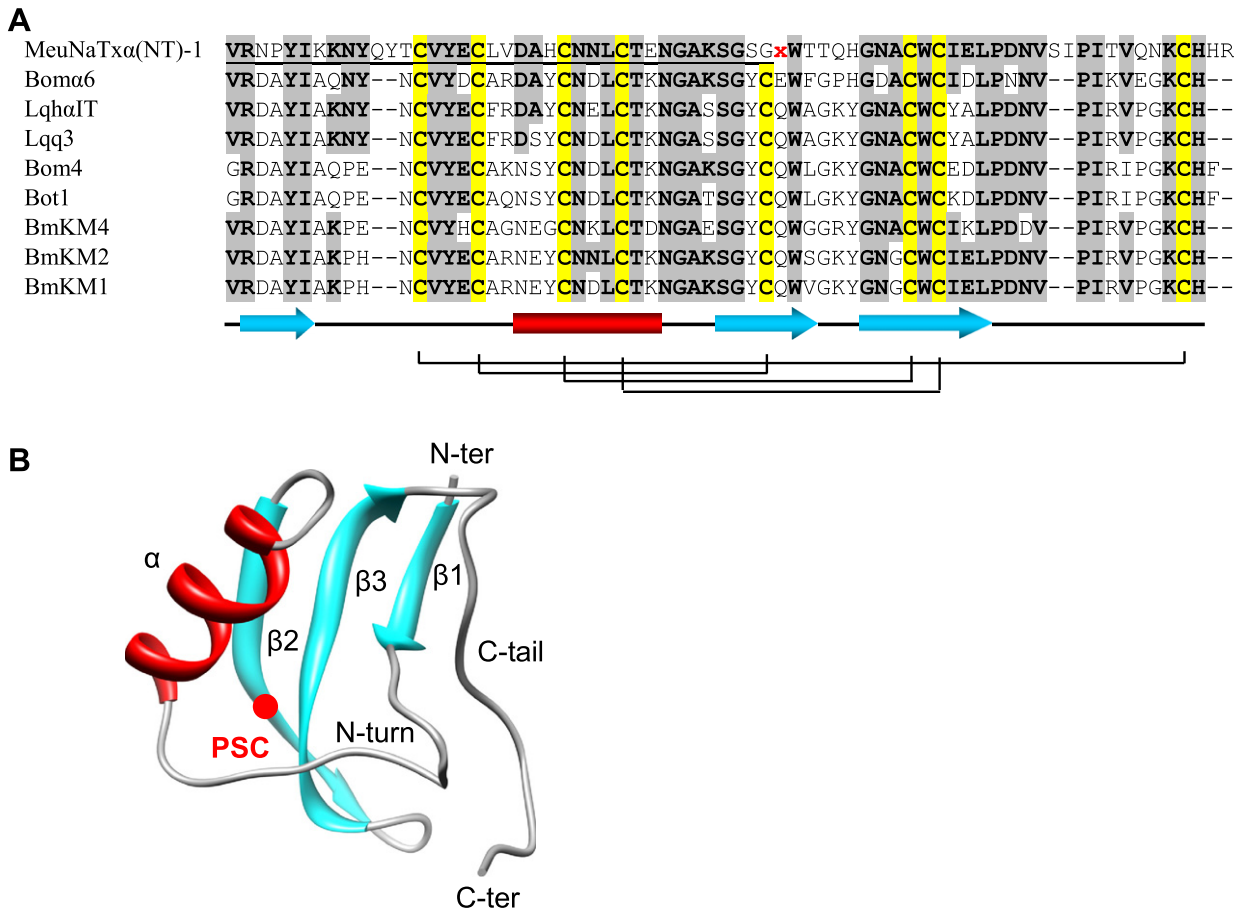 A
MeuNaTxα(NT)-1 VRNPYIKKNYQYTCVYECLVDAHCNNLCTENGAKSGSGxWTTQHGNACWCIELPDNVSIPITVQNKCHHR
Bomα6 VRDAYIAQNY--NCVYDCARDAYCNDLCTKNGAKSGYCEWFGPHGDACWCIDLPNNV--PIKVEGKCH--
LqhαIT VRDAYIAKNY--NCVYECFRDAYCNELCTKNGASSGYCQWAGKYGNACWCYALPDNV--PIRVPGKCH--
Lqq3 VRDAYIAKNY--NCVYECFRDSYCNDLCTKNGASSGYCQWAGKYGNACWCYALPDNV--PIRVPGKCH--
Bom4 GRDAYIAQPE--NCVYECAKNSYCNDLCTKNGAKSGYCQWLGKYGNACWCEDLPDNV--PIRIPGKCHF-
Bot1 GRDAYIAQPE--NCVYECAQNSYCNDLCTKNGATSGYCQWLGKYGNACWCKDLPDNV--PIRIPGKCHF-
BmKM4 VRDAYIAKPE--NCVYHCAGNEGCNKLCTDNGAESGYCQWGGRYGNACWCIKLPDDV--PIRVPGKCH--
BmKM2 VRDAYIAKPH--NCVYECARNEYCNDLCTKNGAKSGYCQWSGKYGNGCWCIELPDNV--PIRVPGKCH--
BmKM1 VRDAYIAKPH--NCVYECARNEYCNDLCTKNGAKSGYCQWVGKYGNGCWCIELPDNV--PIRVPGKCH--
B
N-ter
α
β3
β1
β2
C-tail
N-turn
PSC
C-ter